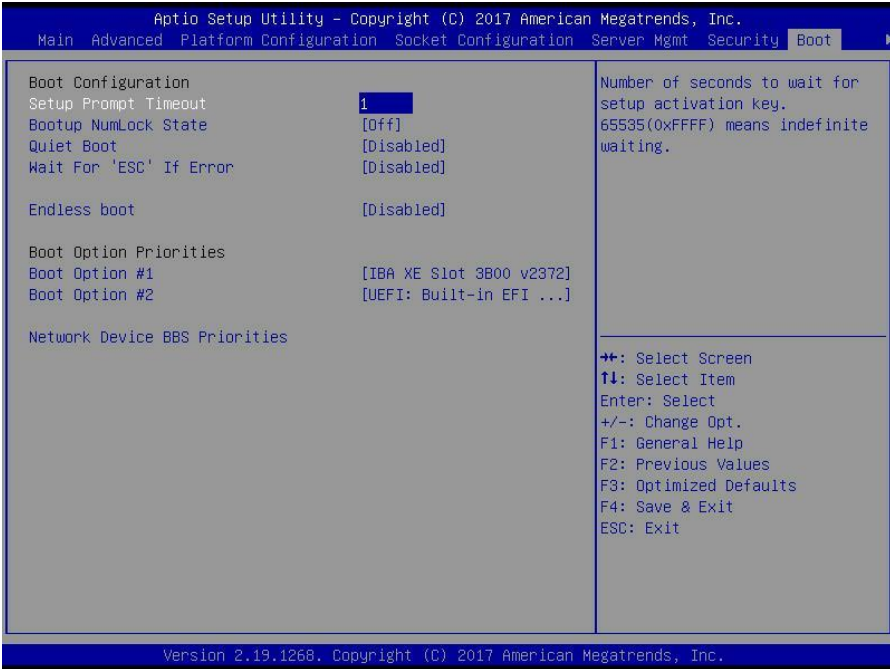 Aptio Setup Utility – Copyright (C) 2017 American Megatrends, Inc.
Main Advanced Platform Configuration Socket Configuration Server Mgmt Security Boot
Boot Configuration
Setup Prompt Timeout 1
Bootup NumLock State [Off]
Quiet Boot [Disabled]
Wait For 'ESC' If Error [Disabled]
Endless boot [Disabled]
Boot Option Priorities
Boot Option #1 [IBA XE Slot 3B00 v2372]
Boot Option #2 [UEFI: Built-in EFI ...]
Network Device BBS Priorities
Number of seconds to wait for
setup activation key.
65535(0xFFFF) means indefinite
waiting.
→←: Select Screen
↑↓: Select Item
Enter: Select
+/-: Change Opt.
F1: General Help
F2: Previous Values
F3: Optimized Defaults
F4: Save & Exit
ESC: Exit
Version 2.19.1268. Copyright (C) 2017 American Megatrends, Inc.